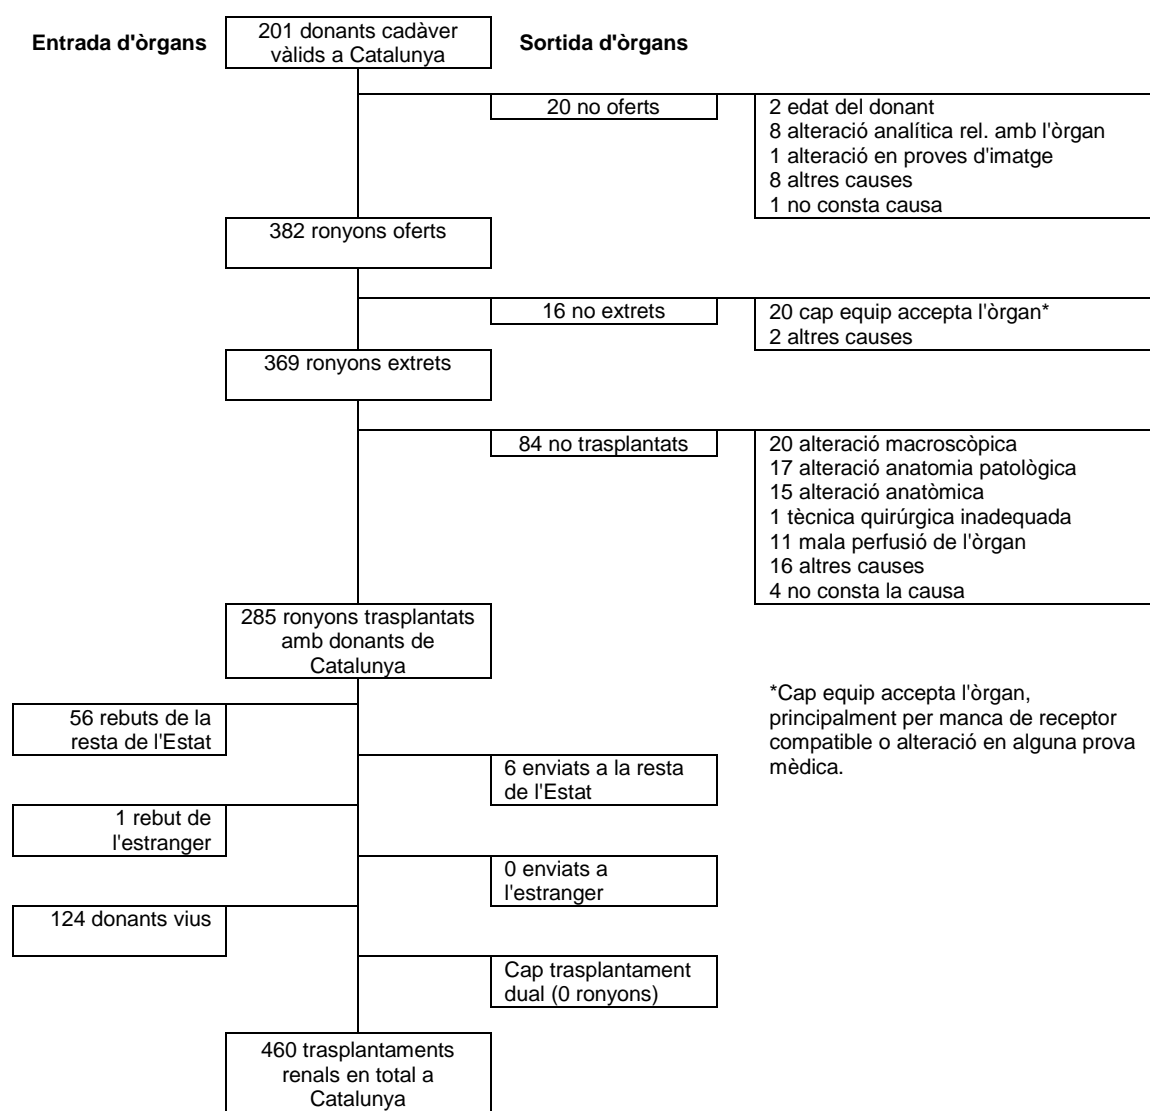 Entrada d'òrgans
201 donants cadàver
vàlids a Catalunya
Sortida d'òrgans
20 no oferts
2 edat del donant
8 alteració analítica rel. amb l'òrgan
1 alteració en proves d'imatge
8 altres causes
1 no consta causa
382 ronyons oferts
16 no extrets
20 cap equip accepta l'òrgan*
2 altres causes
369 ronyons extrets
84 no trasplantats
20 alteració macroscòpica
17 alteració anatomia patològica
15 alteració anatòmica
1 tècnica quirúrgica inadequada
11 mala perfusió de l'òrgan
16 altres causes
4 no consta la causa
285 ronyons trasplantats
amb donants de
Catalunya
*Cap equip accepta l'òrgan,
principalment per manca de receptor
compatible o alteració en alguna prova
mèdica.
56 rebuts de la
resta de l'Estat
6 enviats a la resta
de l'Estat
1 rebut de
l'estranger
0 enviats a
l'estranger
124 donants vius
Cap trasplantament
dual (0 ronyons)
460 trasplantaments
renals en total a
Catalunya